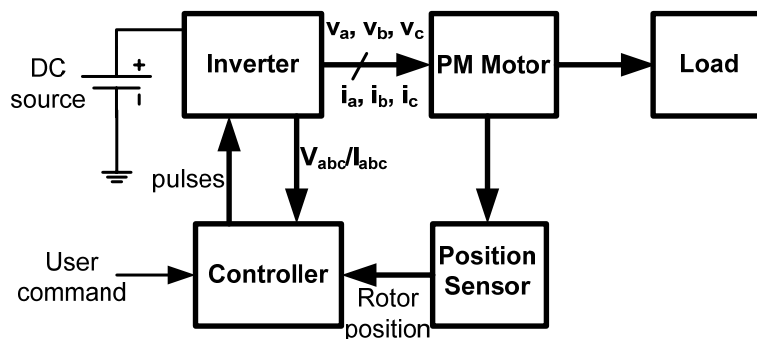 DC
source
+
Inverter
va, vb, vc
ia, ib, ic
PM Motor
Load
pulses
Vabc/Iabc
User
command
Controller
Rotor
position
Position
Sensor